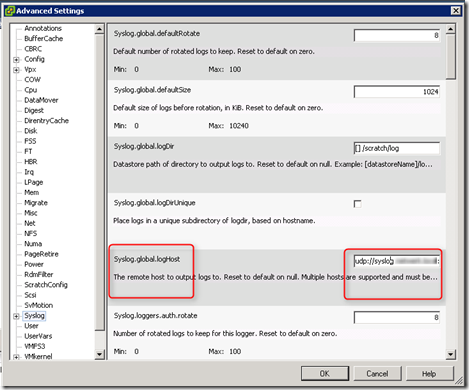 Advanced Settings
Annotations
BufferCache
CBRC
Config
Vpx
COW
Cpu
DataMover
Digest
DirentryCache
Disk
FSS
FT
HBR
Irq
LPage
Mem
Migrate
Misc
Net
NFS
Numa
PageRetire
Power
RdmFilter
ScratchConfig
Scsi
SvMotion
Syslog
User
UserVars
VMFS3
VMkernel
Syslog.global.defaultRotate
8
Default number of rotated logs to keep. Reset to default on zero.
Min: 0 Max: 100
Syslog.global.defaultSize
1024
Default size of logs before rotation, in KiB. Reset to default on zero.
Min: 0 Max: 10240
Syslog.global.logDir
[] /scratch/log
Datastore path of directory to output logs to. Reset to default on null. Example: [datastoreName]/lo...
Syslog.global.logDirUnique
Place logs in a unique subdirectory of logdir, based on hostname.
Syslog.global.logHost
udp://syslog
The remote host to output logs to. Reset to default on null. Multiple hosts are supported and must be...
Syslog.loggers.auth.rotate
8
Number of rotated logs to keep for this logger. Reset to default on zero.
Min: 0 Max: 100
OK
Cancel
Help